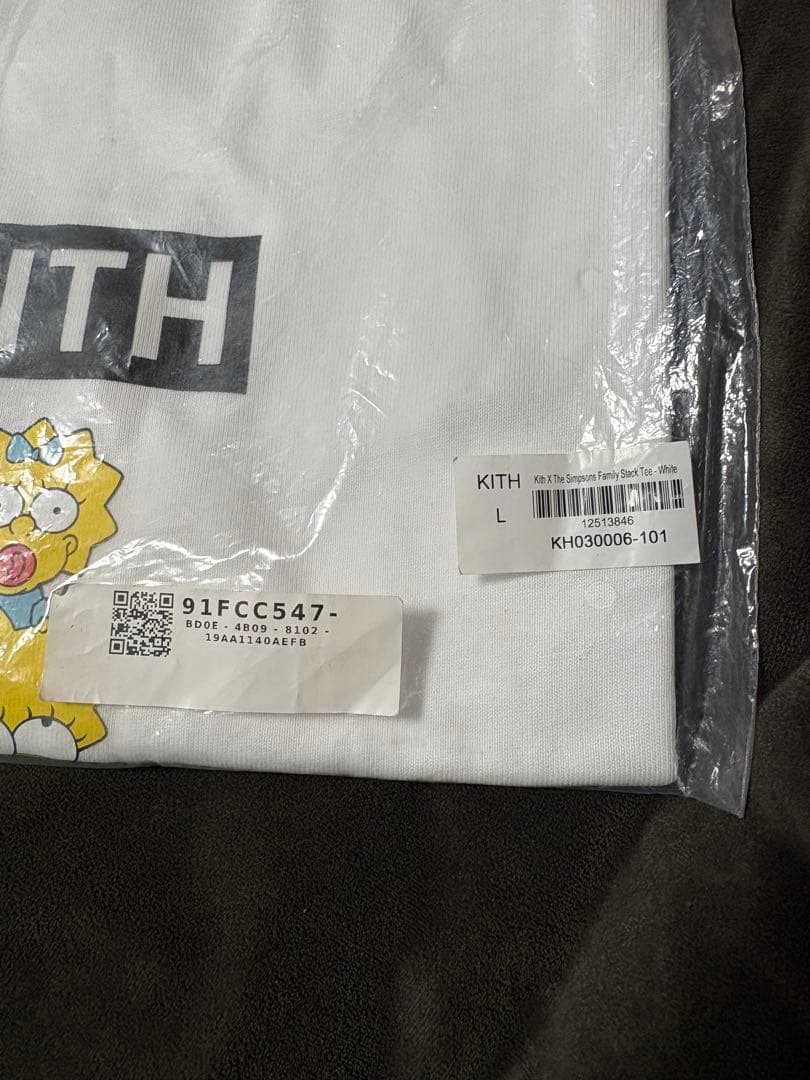 ITH
KITH
Kith X The Simpsons Family Stack Tee - White
L
12513846
KH030006-101
91FCC547-
BD0E - 4B09 - 8102 -
19AA1140AEFB